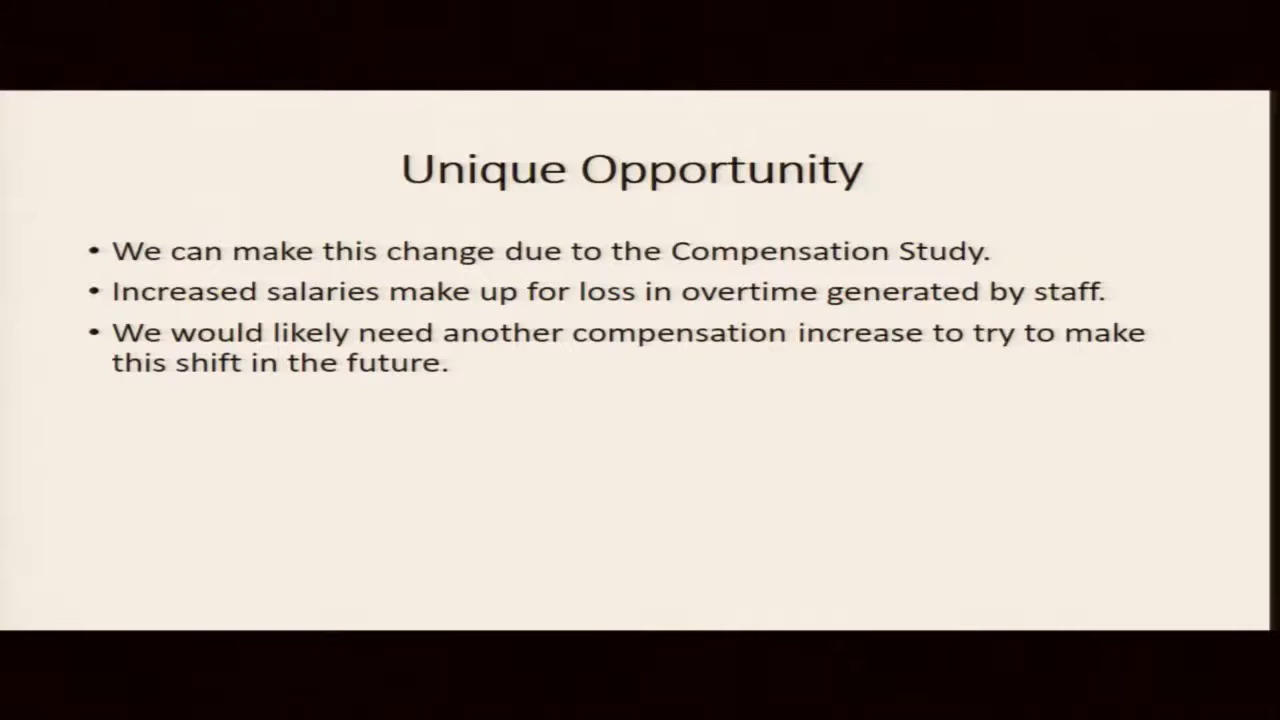 Unique Opportunity
• We can make this change due to the Compensation Study.
• Increased salaries make up for loss in overtime generated by staff.
• We would likely need another compensation increase to try to make
this shift in the future.